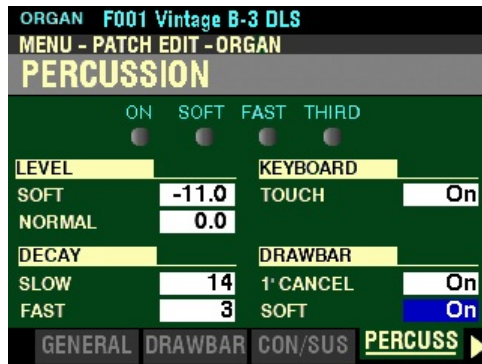 ORGAN F001 Vintage B-3 DLS
MENU - PATCH EDIT - ORGAN
PERCUSSION
ON SOFT FAST THIRD
LEVEL KEYBOARD
SOFT -11.0 TOUCH On
NORMAL 0.0
DECAY DRAWBAR
SLOW 14 1' CANCEL On
FAST 3 SOFT On
GENERAL DRAWBAR CON/SUS PERCUSS